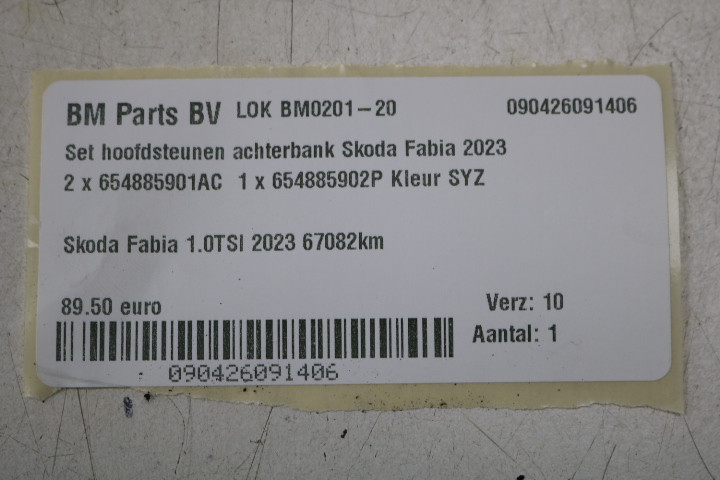 BM Parts BV LOK BM0201-20 090426091406
Set hoofdsteunen achterbank Skoda Fabia 2023
2 x 654885901AC 1 x 654885902P Kleur SYZ
Skoda Fabia 1.0TSI 2023 67082km
89.50 euro Verz: 10
Aantal: 1
090426091406